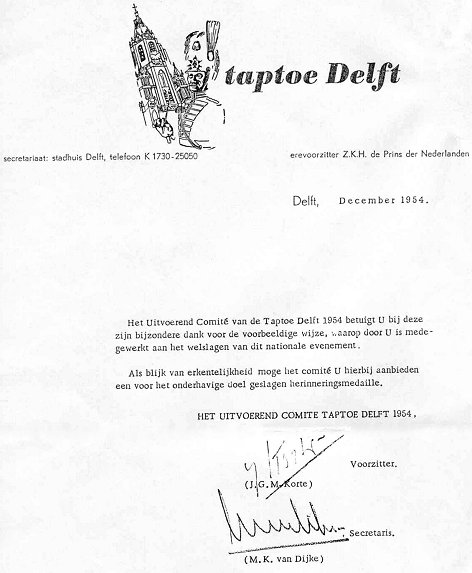 taptoe Delft
secretariaat: stadhuis Delft, telefoon K 1730-25050
erevoorzitter Z.K.H. de Prins der Nederlanden
Delft, December 1954.
Het Uitvoerend Comité van de Taptoe Delft 1954 betuigt U bij deze
zijn bijzondere dank voor de voorbeeldige wijze, waarop door U is mede-
gewerkt aan het welslagen van dit nationale evenement.
Als blijk van erkentelijkheid moge het comité U hierbij aanbieden
een voor het onderhavige doel geslagen herinneringsmedaille.
HET UITVOEREND COMITE TAPTOE DELFT 1954,
Voorzitter.
(J.G.M.Korte)
Secretaris.
(M.K. van Dijke)